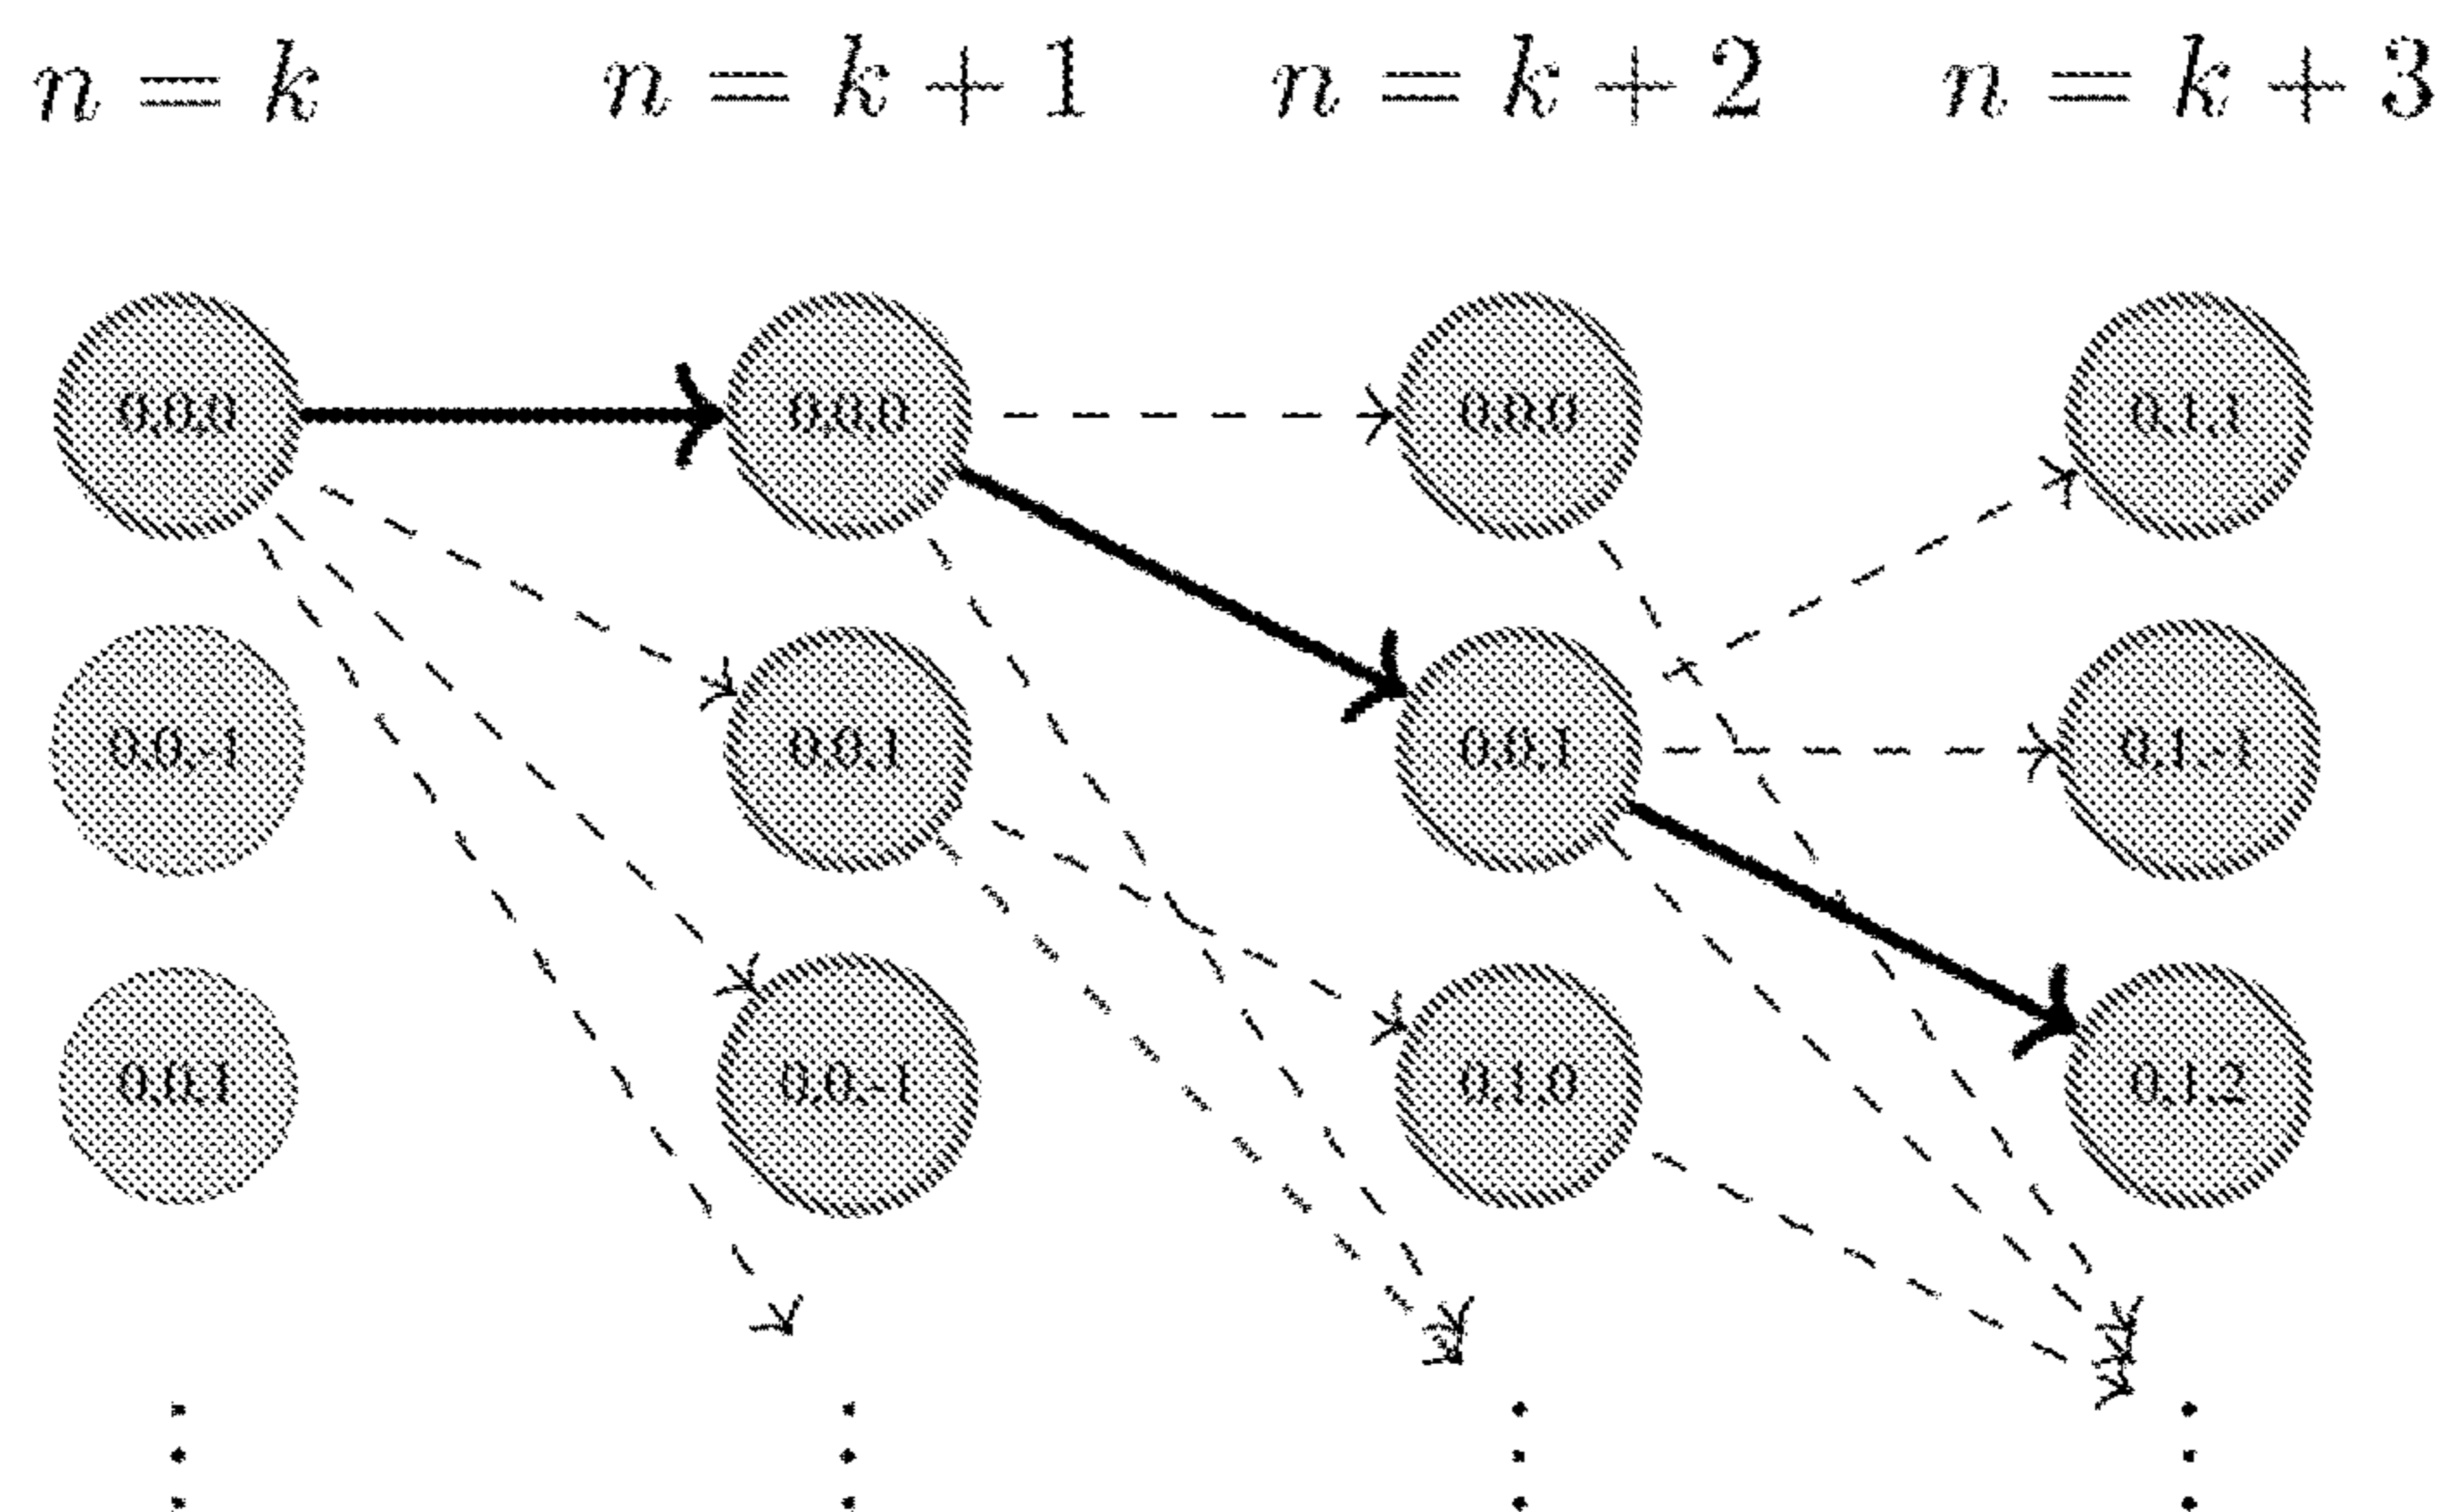 n = k n = k + 1 n = k + 2 n = k + 3
0,0,0 0,0,0 0,0,0 0,1,1
0,0,-1 0,0,1 0,0,1 0,1,-1
0,0,1 0,0,-1 0,1,0 0,1,2